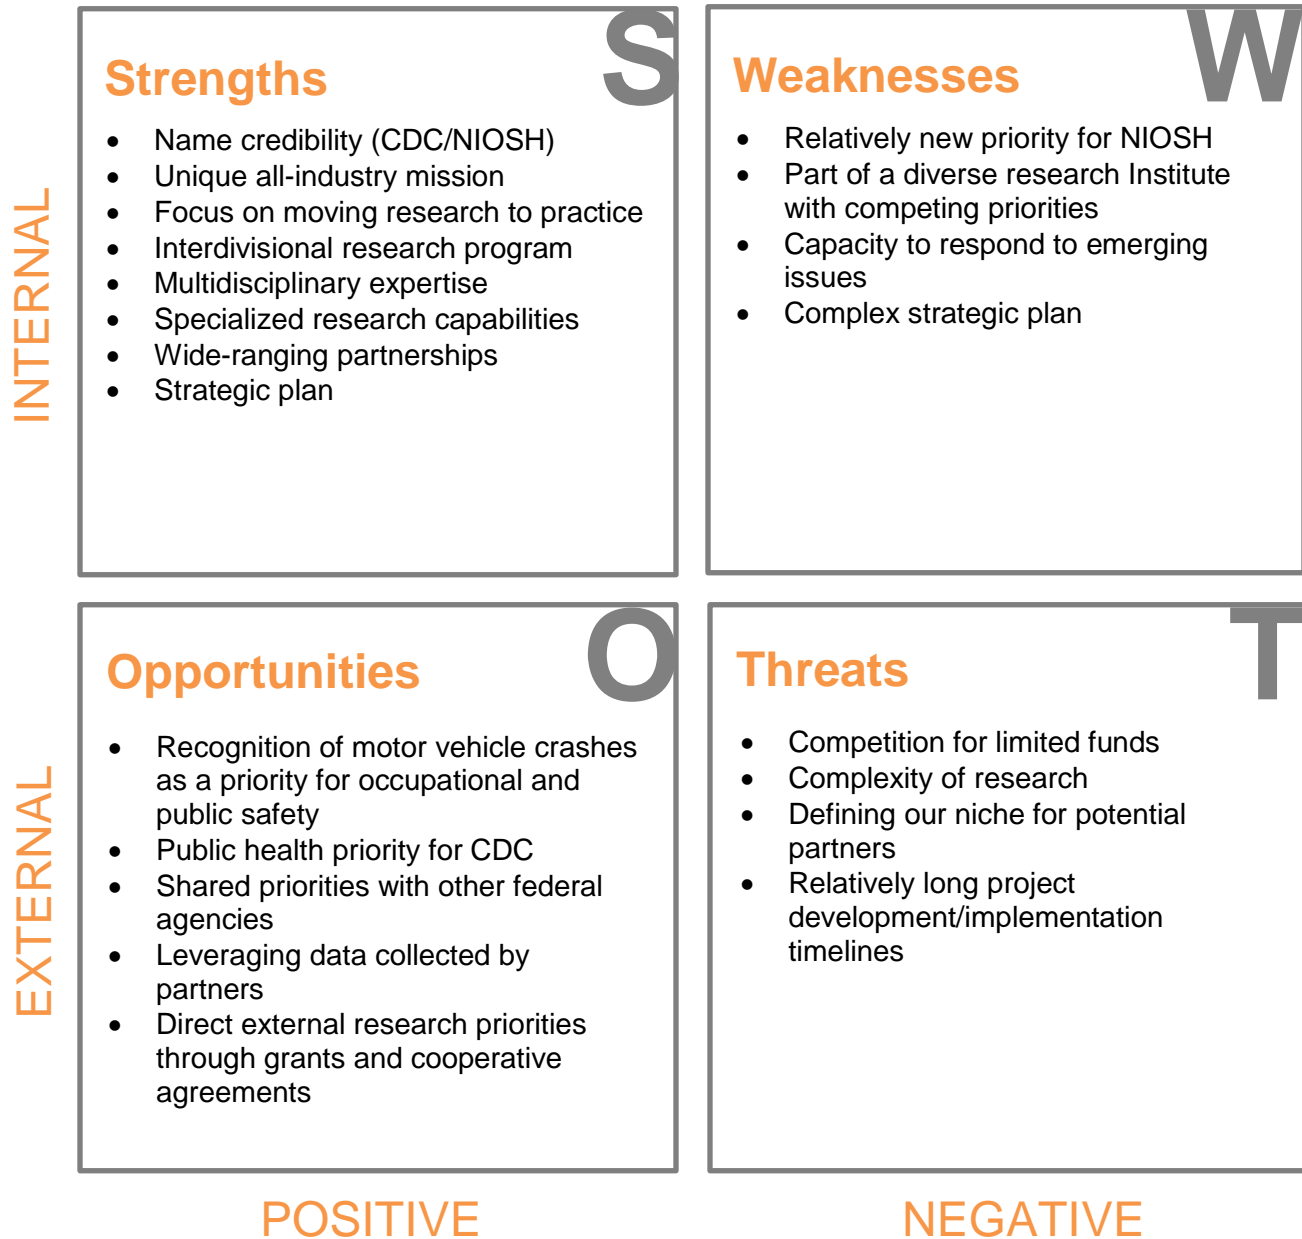 S
Strengths
• Name credibility (CDC/NIOSH)
• Unique all-industry mission
• Focus on moving research to practice
• Interdivisional research program
• Multidisciplinary expertise
• Specialized research capabilities
• Wide-ranging partnerships
• Strategic plan
W
Weaknesses
• Relatively new priority for NIOSH
• Part of a diverse research Institute
with competing priorities
• Capacity to respond to emerging
issues
• Complex strategic plan
INTERNAL
O
Opportunities
• Recognition of motor vehicle crashes
as a priority for occupational and
public safety
• Public health priority for CDC
• Shared priorities with other federal
agencies
• Leveraging data collected by
partners
• Direct external research priorities
through grants and cooperative
agreements
T
Threats
• Competition for limited funds
• Complexity of research
• Defining our niche for potential
partners
• Relatively long project
development/implementation
timelines
EXTERNAL
POSITIVE
NEGATIVE